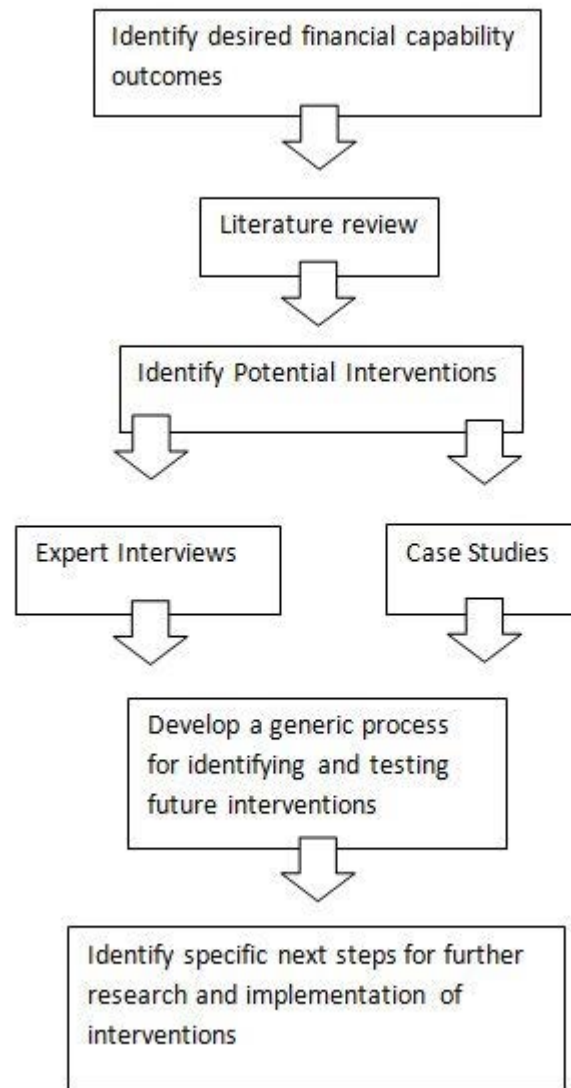 Identify desired financial capability
outcomes
Literature review
Identify Potential Interventions
Expert Interviews
Case Studies
Develop a generic process
for identifying and testing
future interventions
Identify specific next steps for further
research and implementation of
interventions